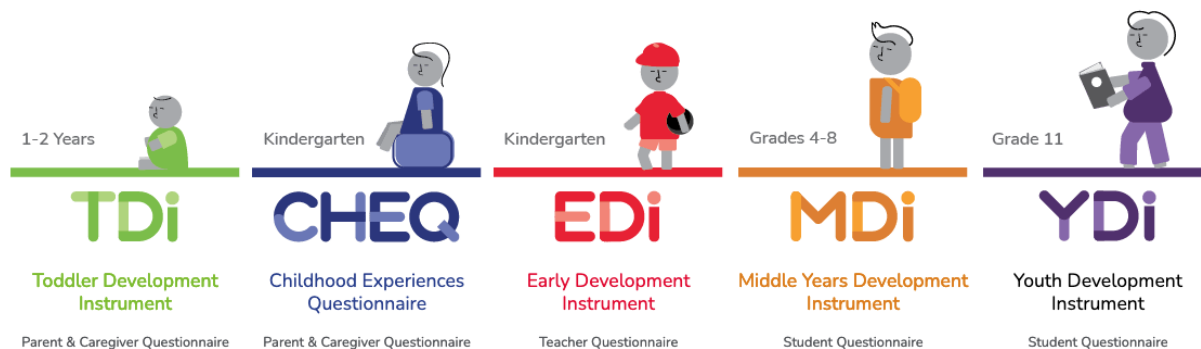 1-2 Years
TDi
Toddler Development
Instrument
Parent & Caregiver Questionnaire
Kindergarten
CHEQ
Childhood Experiences
Questionnaire
Parent & Caregiver Questionnaire
Kindergarten
EDi
Early Development
Instrument
Teacher Questionnaire
Grades 4-8
MDi
Middle Years Development
Instrument
Student Questionnaire
Grade 11
YDi
Youth Development
Instrument
Student Questionnaire